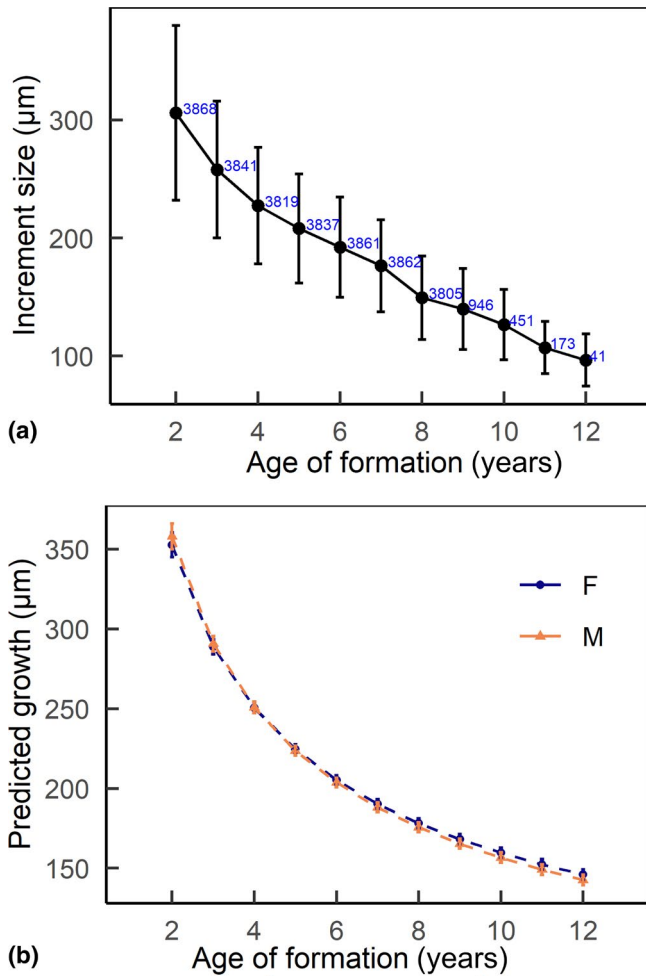 300
200
100
Increment size (µm)
3868
3841
3819
3837
3861
3862
3805
946
451
173
41
2 4 6 8 10 12
(a) Age of formation (years)
350
300
250
200
150
Predicted growth (µm)
F
M
2 4 6 8 10 12
(b) Age of formation (years)